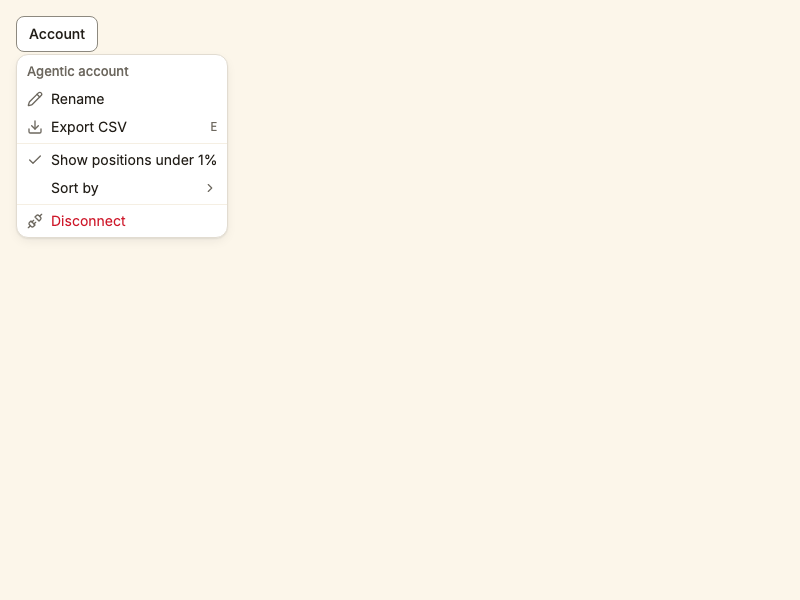 Account
Agentic account
Rename
Export CSV E
Show positions under 1%
Sort by
Disconnect